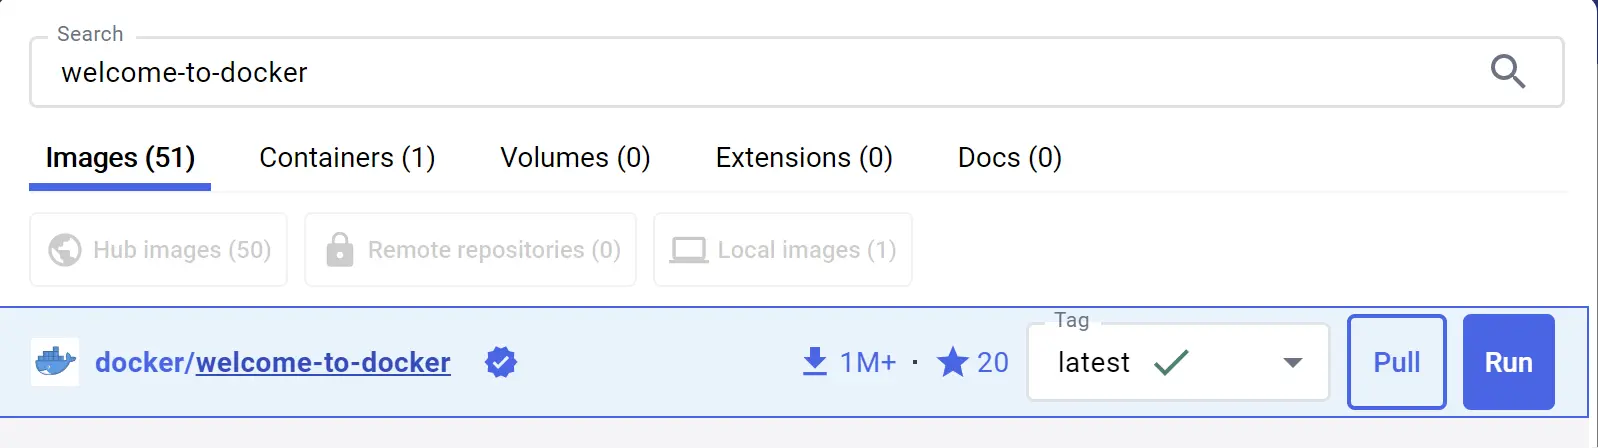 Search
welcome-to-docker
Images (51) Containers (1) Volumes (0) Extensions (0) Docs (0)
Hub images (50) Remote repositories (0) Local images (1)
Tag
docker/welcome-to-docker 1M+ · 20 latest Pull Run